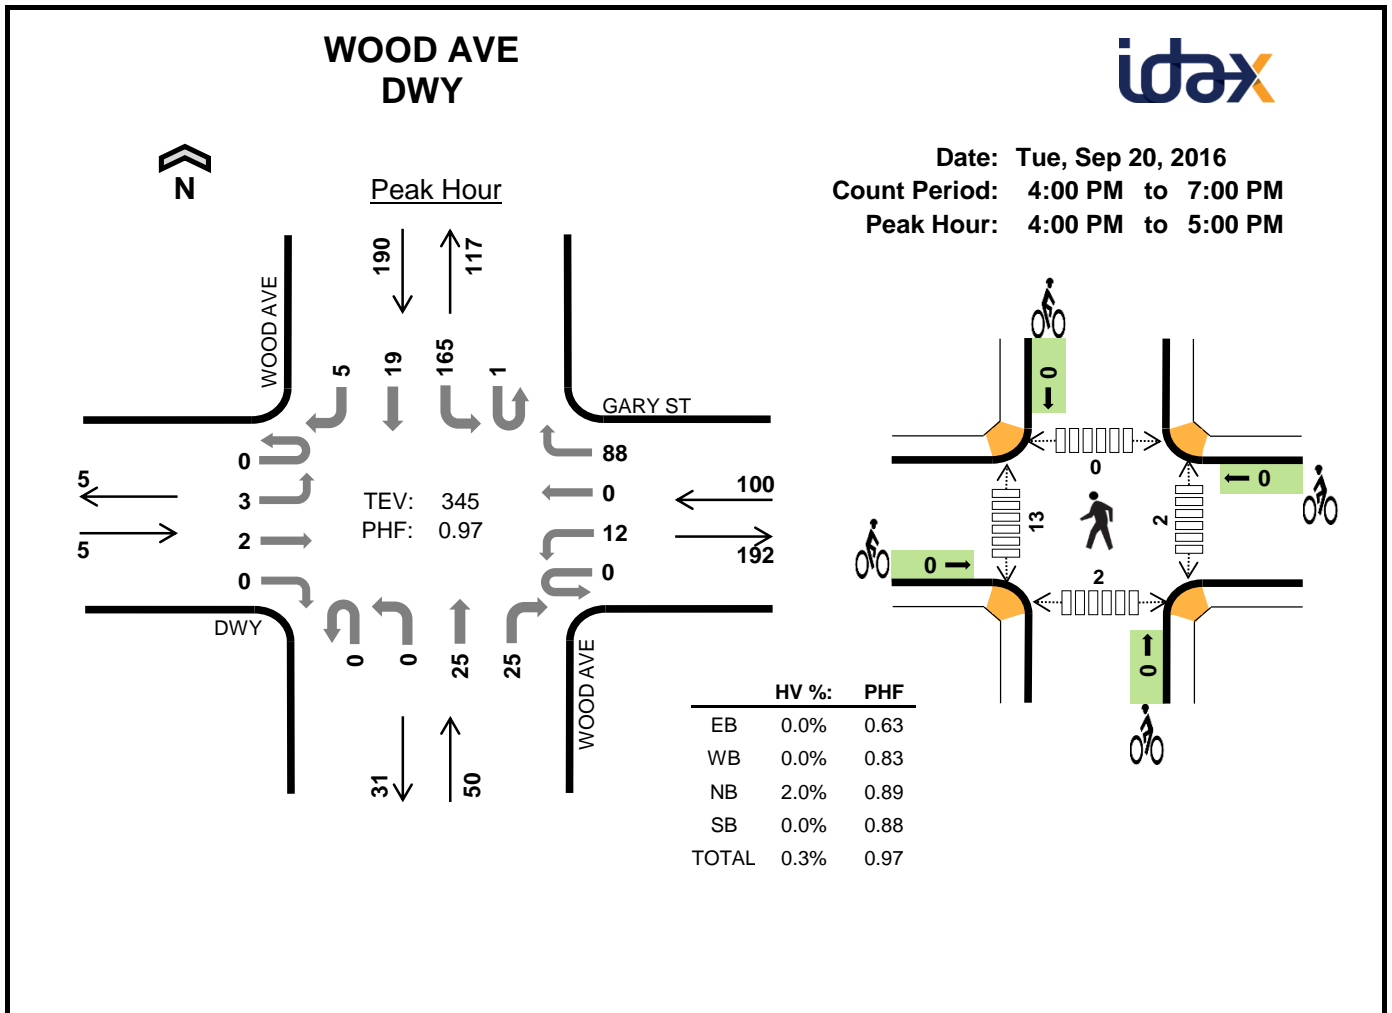 WOOD AVE
DWY
idax
N
Peak Hour
Date: Tue, Sep 20, 2016
Count Period: 4:00 PM to 7:00 PM
Peak Hour: 4:00 PM to 5:00 PM
190
117
WOOD AVE
5
19
165
1
GARY ST
0
3
2
0
5
5
TEV: 345
PHF: 0.97
88
0
12
0
100
192
DWY
0
0
25
25
WOOD AVE
31
50
0
0
0
13
2
0
2
0
HV %: PHF
EB 0.0% 0.63
WB 0.0% 0.83
NB 2.0% 0.89
SB 0.0% 0.88
TOTAL 0.3% 0.97